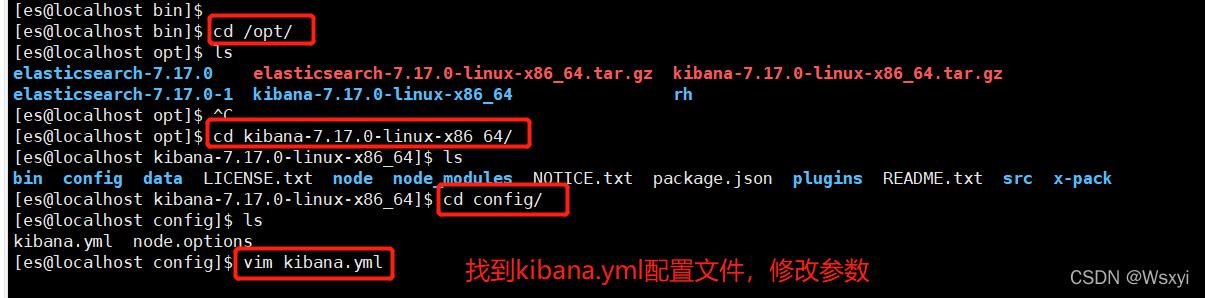 [es@localhost bin]$
[es@localhost bin]$ cd /opt/
[es@localhost opt]$ ls
elasticsearch-7.17.0 elasticsearch-7.17.0-linux-x86_64.tar.gz kibana-7.17.0-linux-x86_64.tar.gz
elasticsearch-7.17.0-1 kibana-7.17.0-linux-x86_64 rh
[es@localhost opt]$ ^C
[es@localhost opt]$ cd kibana-7.17.0-linux-x86_64/
[es@localhost kibana-7.17.0-linux-x86_64]$ ls
bin config data LICENSE.txt node node_modules NOTICE.txt package.json plugins README.txt src x-pack
[es@localhost kibana-7.17.0-linux-x86_64]$ cd config/
[es@localhost config]$ ls
kibana.yml node.options
[es@localhost config]$ vim kibana.yml
找到kibana.yml配置文件，修改参数
CSDN @Wsxyi